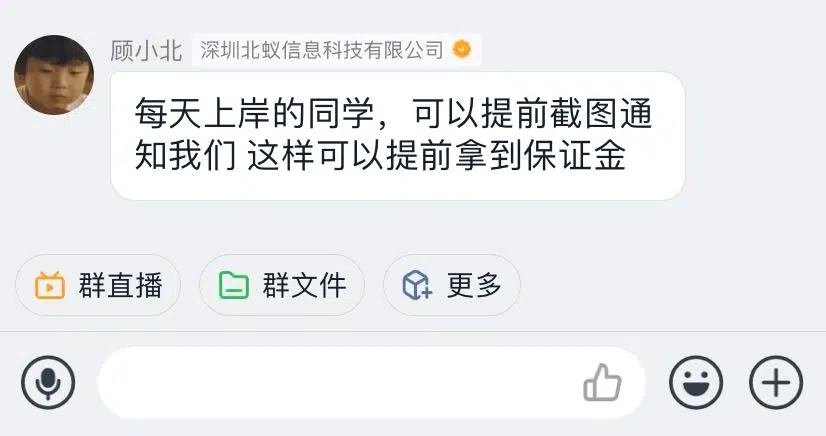 顾小北 深圳北蚁信息科技有限公司
每天上岸的同学，可以提前截图通
知我们 这样可以提前拿到保证金
群直播 群文件 更多